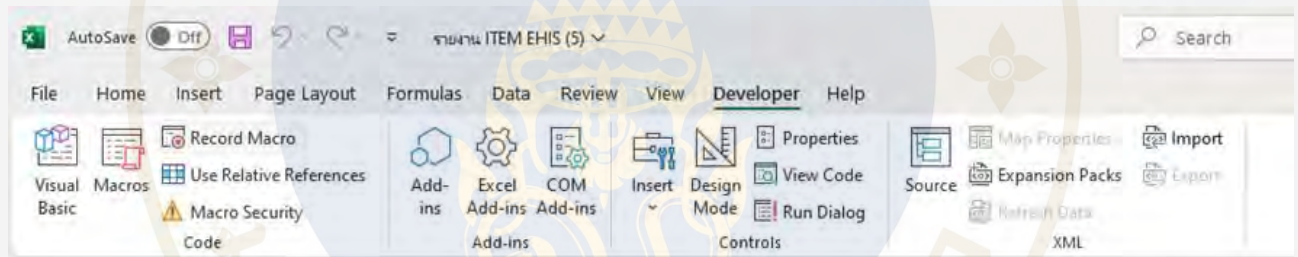 AutoSave Off รายงาน ITEM EHIS (5) Search
File Home Insert Page Layout Formulas Data Review View Developer Help
Visual Basic
Macros
Record Macro
Use Relative References
Macro Security
Code
Add-ins
Excel Add-ins
COM Add-ins
Add-ins
Insert
Design Mode
Properties
View Code
Run Dialog
Controls
Source
Map Properties
Expansion Packs
Refresh Data
Import
Export
XML